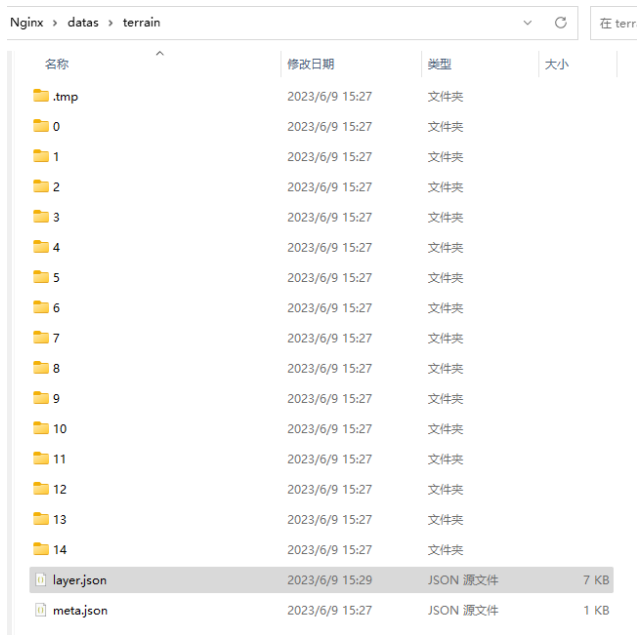 Nginx › datas › terrain 在 terr
名称 修改日期 类型 大小
.tmp 2023/6/9 15:27 文件夹
0 2023/6/9 15:27 文件夹
1 2023/6/9 15:27 文件夹
2 2023/6/9 15:27 文件夹
3 2023/6/9 15:27 文件夹
4 2023/6/9 15:27 文件夹
5 2023/6/9 15:27 文件夹
6 2023/6/9 15:27 文件夹
7 2023/6/9 15:27 文件夹
8 2023/6/9 15:27 文件夹
9 2023/6/9 15:27 文件夹
10 2023/6/9 15:27 文件夹
11 2023/6/9 15:27 文件夹
12 2023/6/9 15:27 文件夹
13 2023/6/9 15:27 文件夹
14 2023/6/9 15:27 文件夹
layer.json 2023/6/9 15:29 JSON 源文件 7 KB
meta.json 2023/6/9 15:27 JSON 源文件 1 KB